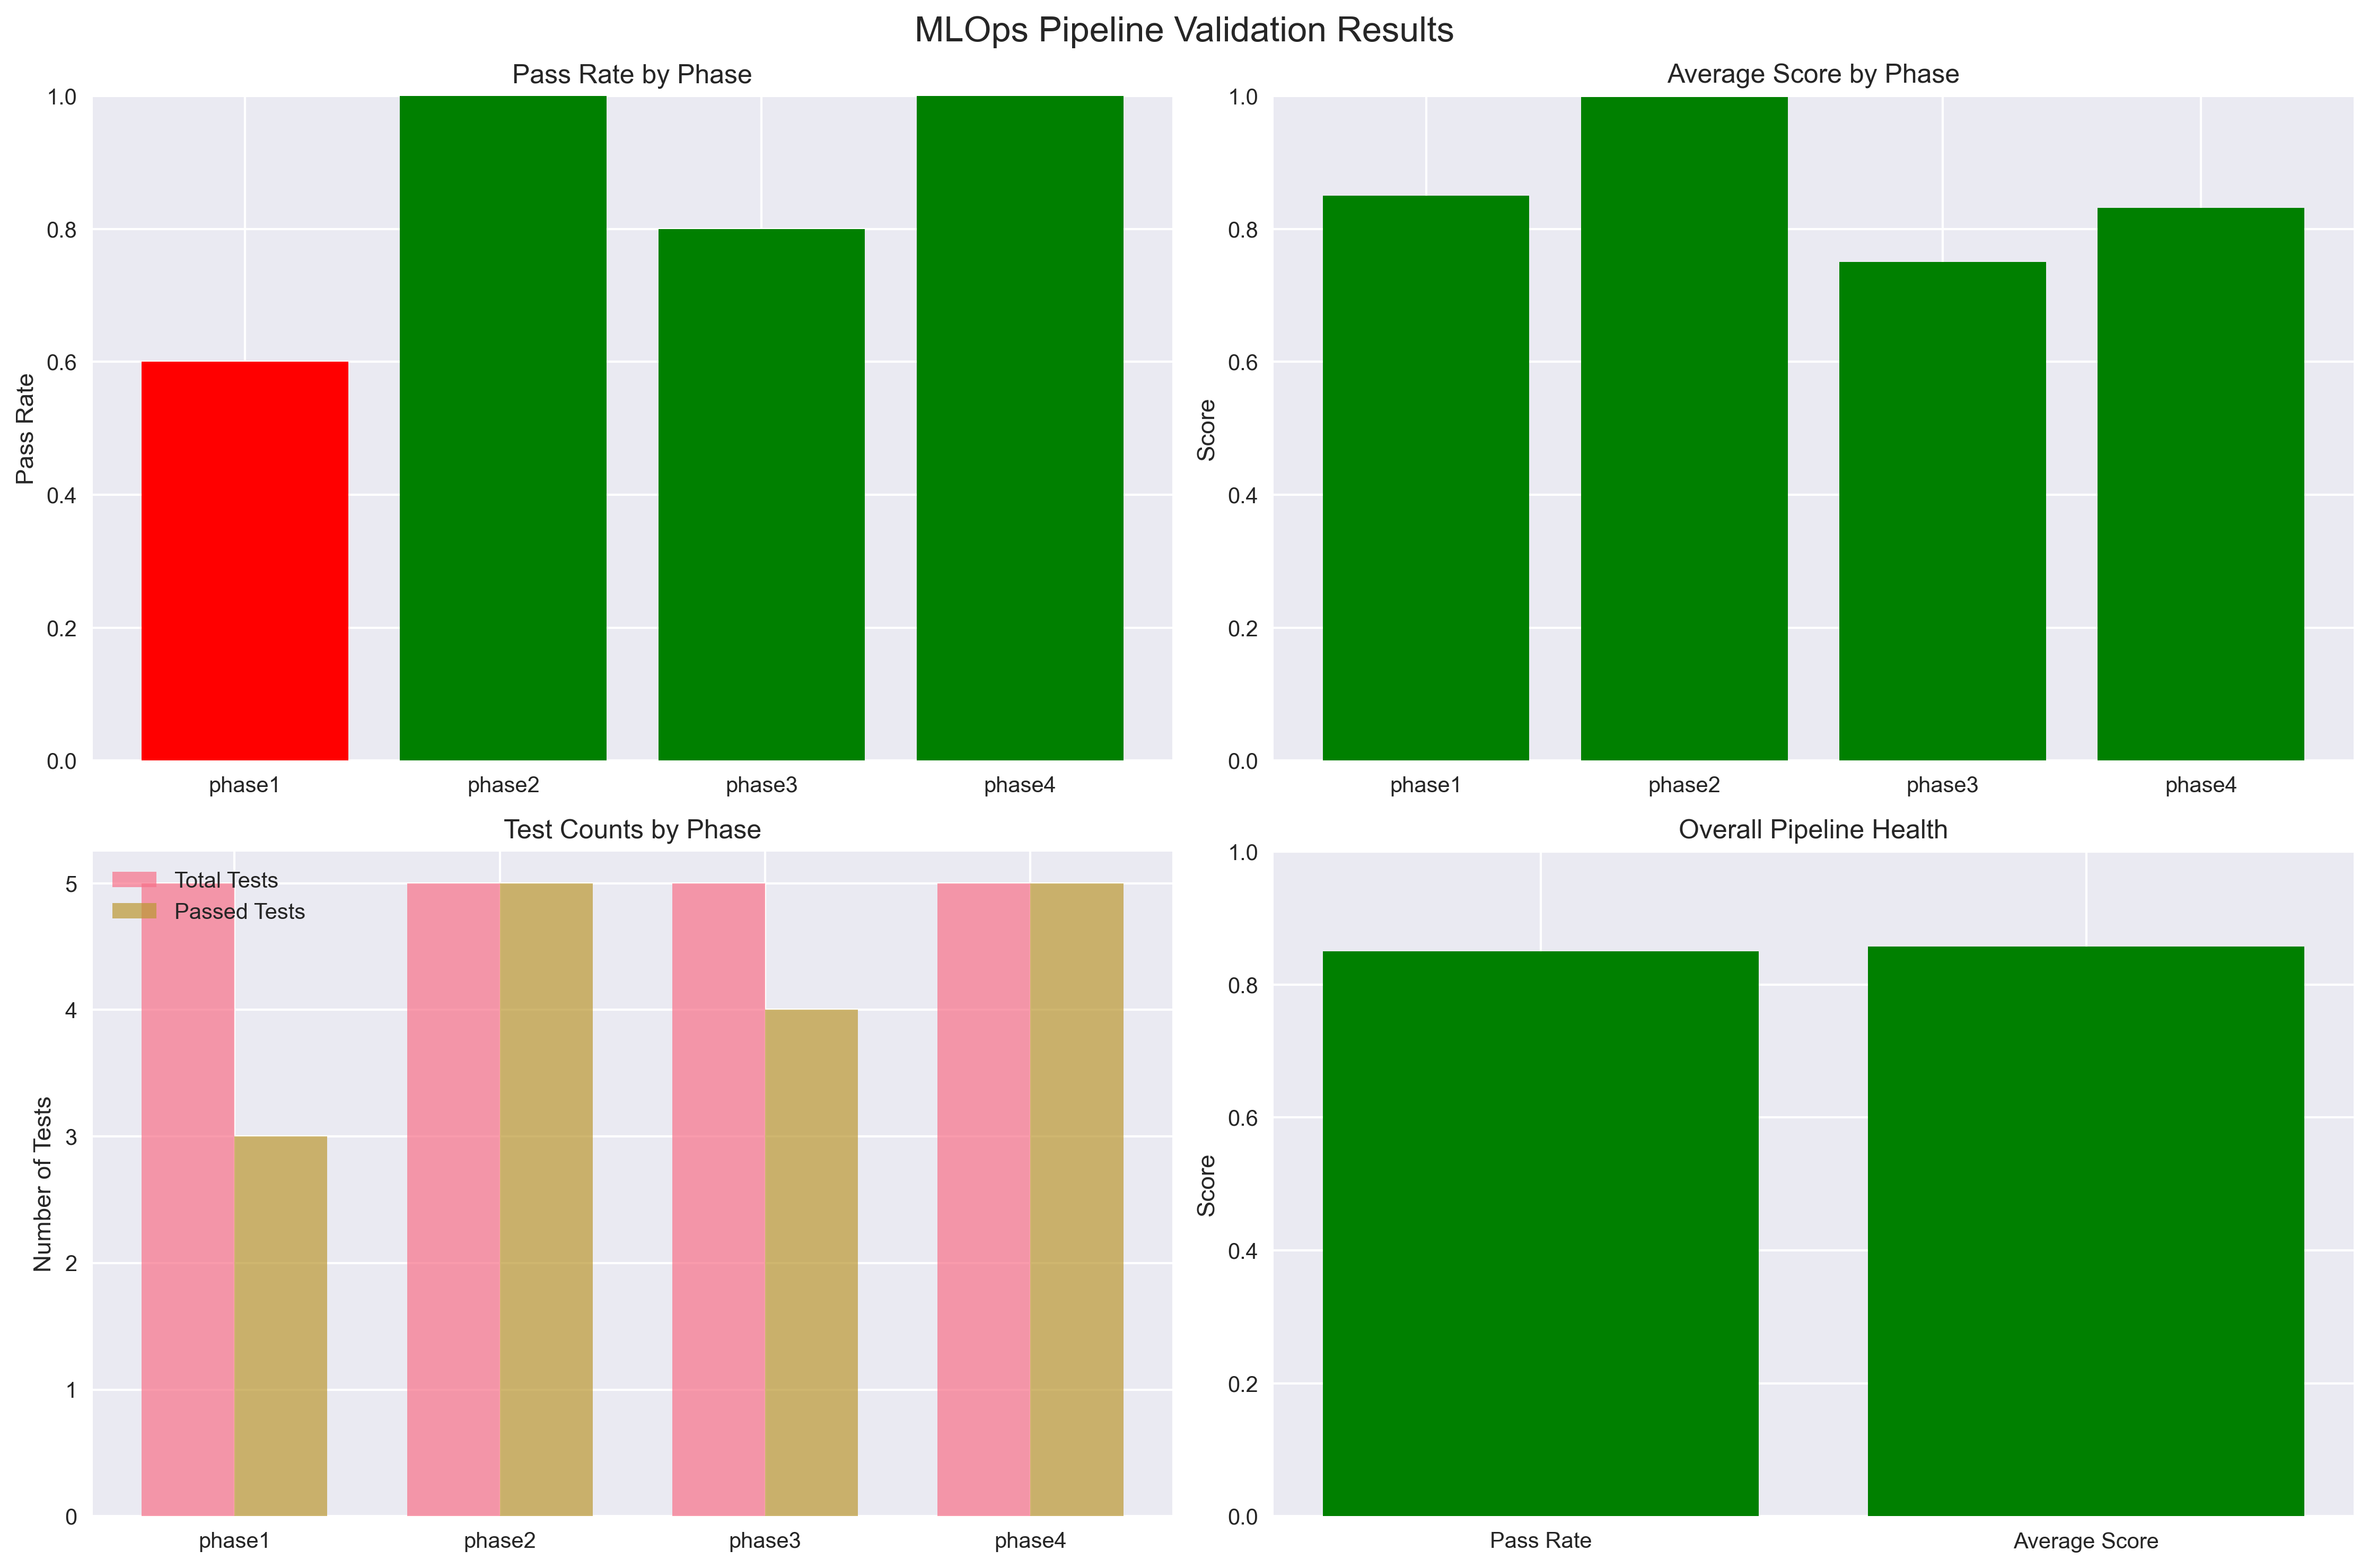 MLOps Pipeline Validation Results
Pass Rate by Phase
1.0
0.8
0.6
0.4
0.2
0.0
Pass Rate
phase1 phase2 phase3 phase4
Average Score by Phase
1.0
0.8
0.6
0.4
0.2
0.0
Score
phase1 phase2 phase3 phase4
Test Counts by Phase
Total Tests
Passed Tests
5
4
3
2
1
0
Number of Tests
phase1 phase2 phase3 phase4
Overall Pipeline Health
1.0
0.8
0.6
0.4
0.2
0.0
Score
Pass Rate Average Score